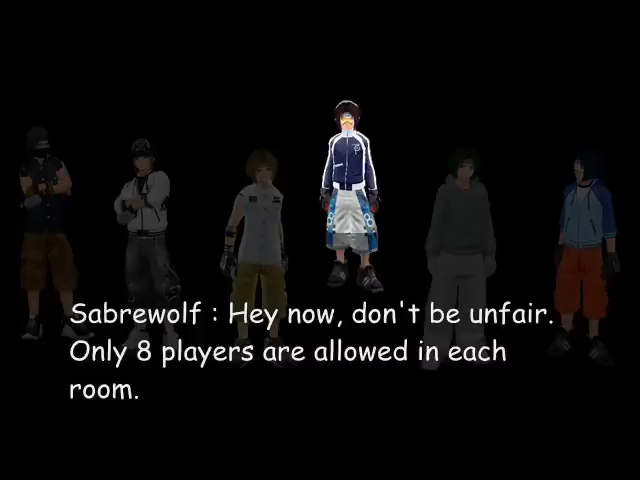 Sabrewolf : Hey now, don't be unfair.
Only 8 players are allowed in each
room.